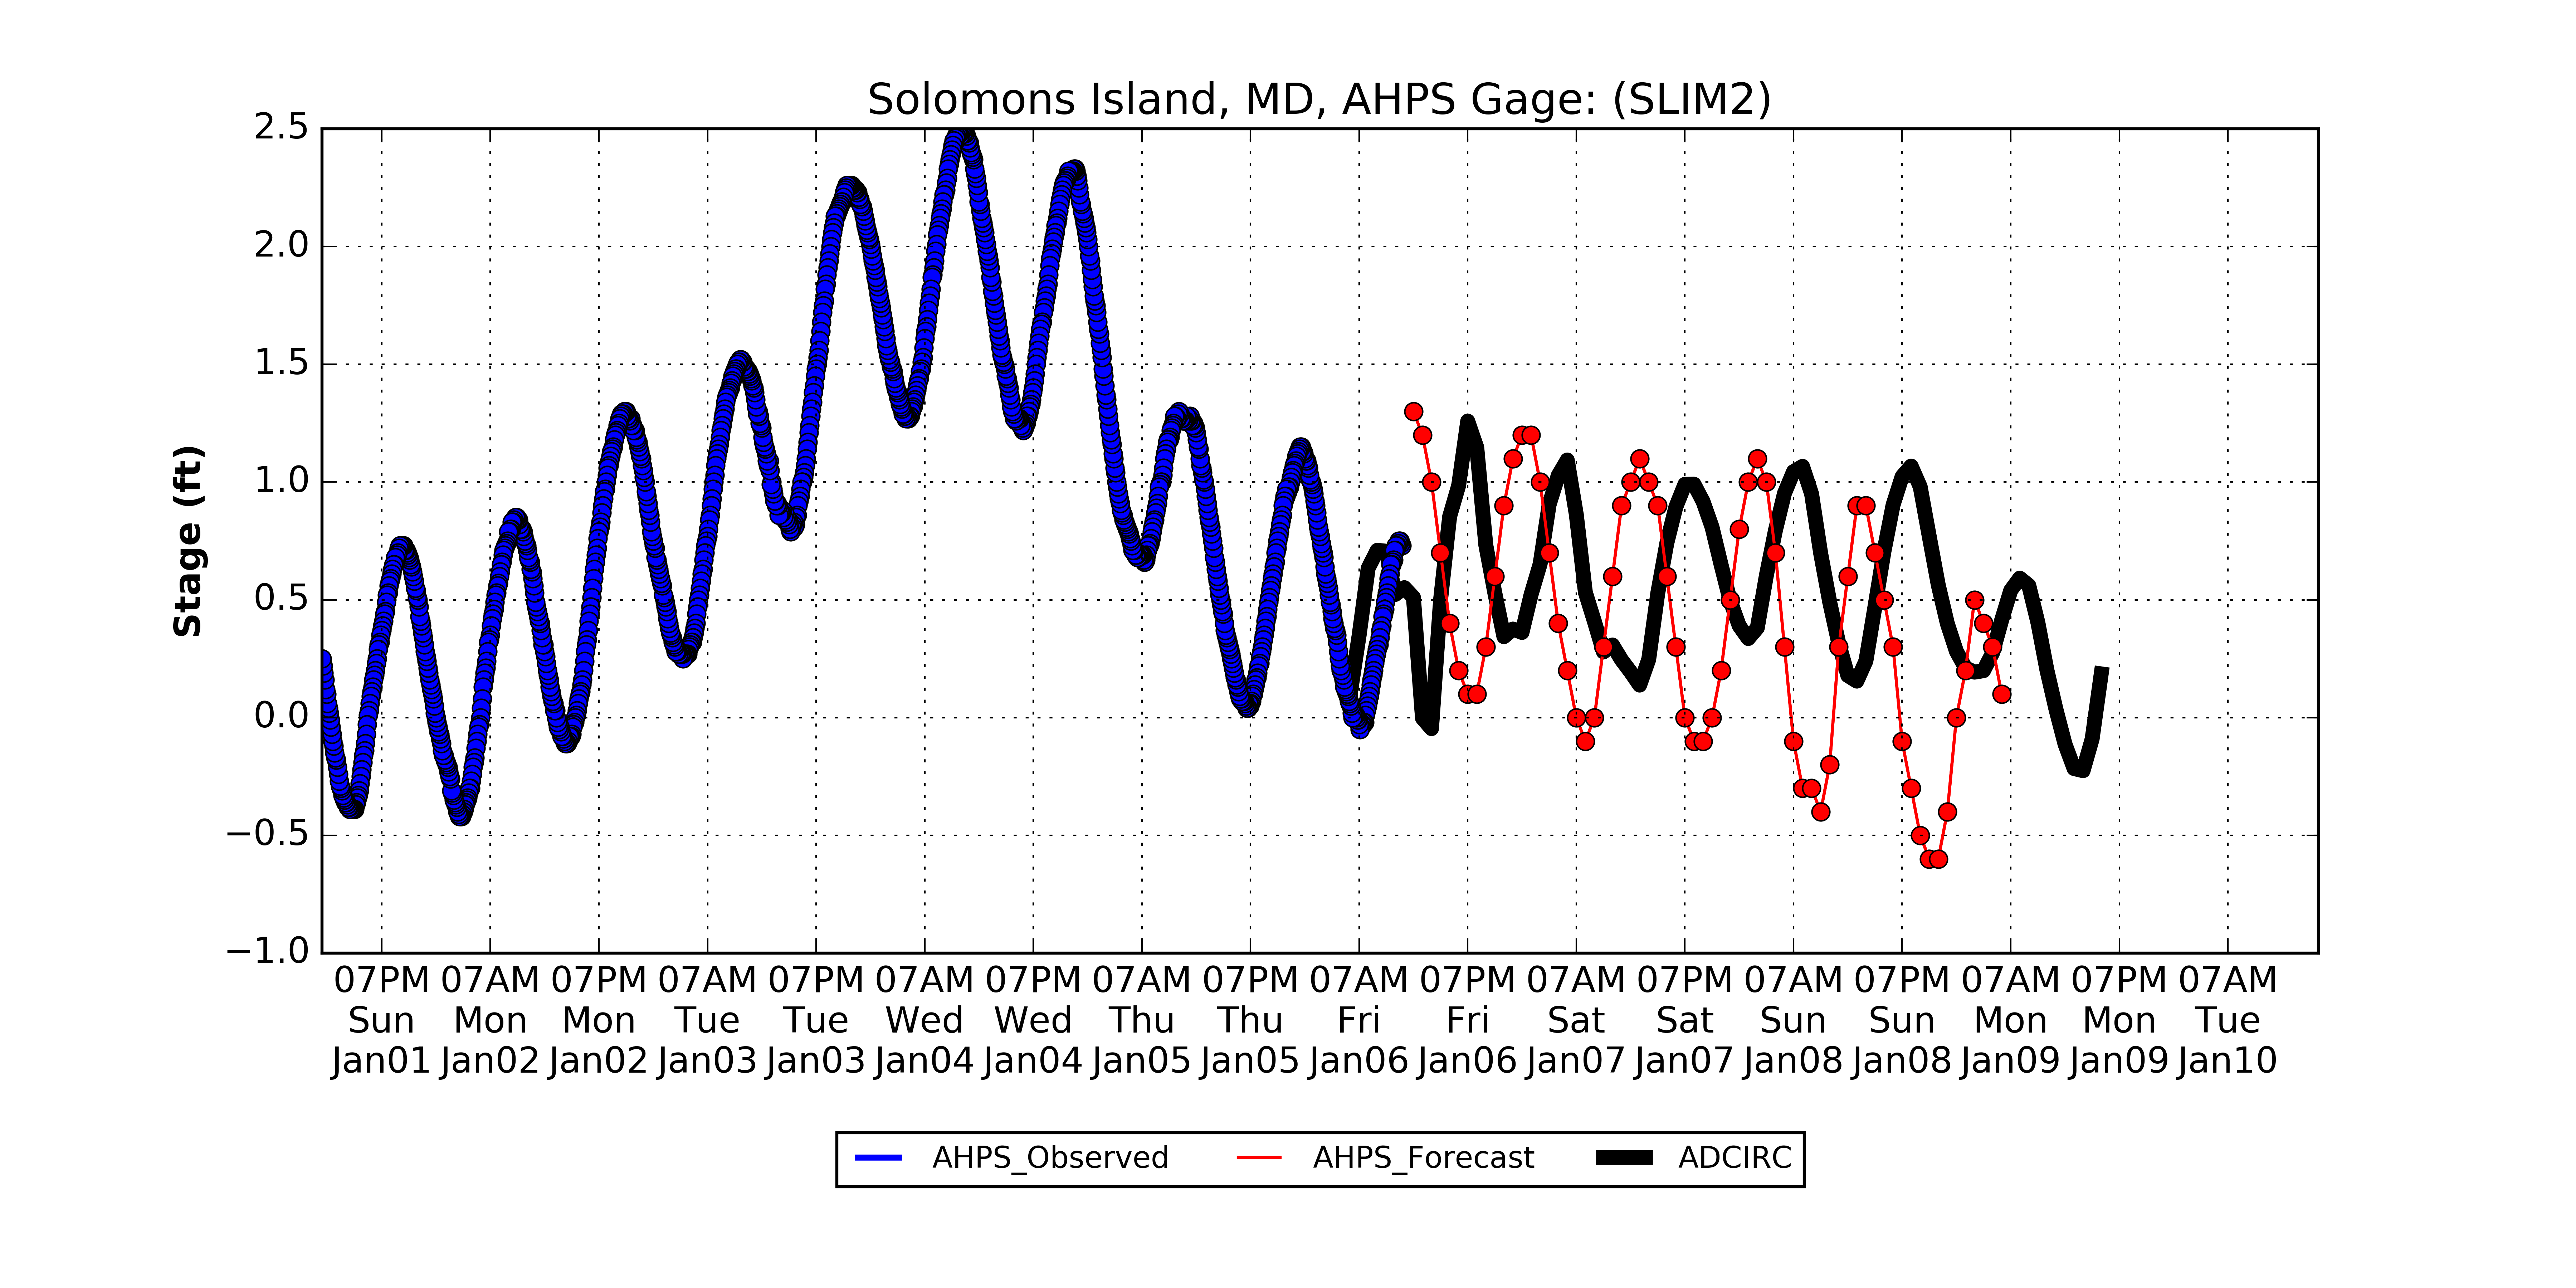 Solomons Island, MD, AHPS Gage: (SLIM2)
2.5
2.0
1.5
1.0
0.5
0.0
−0.5
−1.0
Stage (ft)
07PM 07AM 07PM 07AM 07PM 07AM 07PM 07AM 07PM 07AM 07PM 07AM 07PM 07AM 07PM 07AM 07PM 07AM
Sun Mon Mon Tue Tue Wed Wed Thu Thu Fri Fri Sat Sat Sun Sun Mon Mon Tue
Jan01 Jan02 Jan02 Jan03 Jan03 Jan04 Jan04 Jan05 Jan05 Jan06 Jan06 Jan07 Jan07 Jan08 Jan08 Jan09 Jan09 Jan10
AHPS_Observed AHPS_Forecast ADCIRC